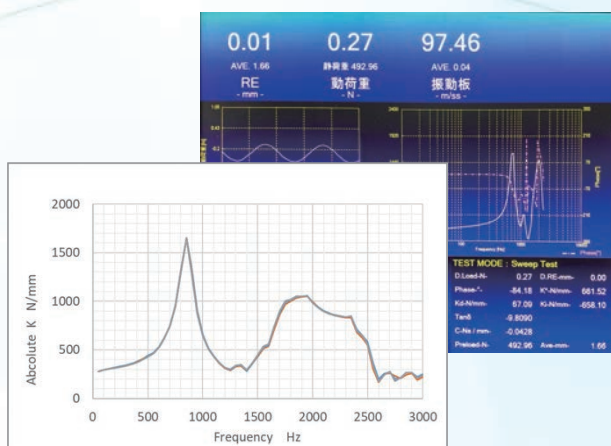 0.01 0.27 97.46
AVE. 1.66 静荷重 492.96 AVE. 0.04
RE 動荷重 振動板
- mm - - N - - m/ss -
TEST MODE : Sweep Test
D.Load-N- 0.27 D.RE-mm- 0.00
Phase-°- -84.18 K*-N/mm- 661.52
Kd-N/mm- 67.09 Ki-N/mm- -658.10
Tanδ -9.8090
C-Ns / mm- -0.0428
Preload-N- 492.96 Ave-mm- 1.66
Abcolute K N/mm
2000
1500
1000
500
0
0 500 1000 1500 2000 2500 3000
Frequency Hz